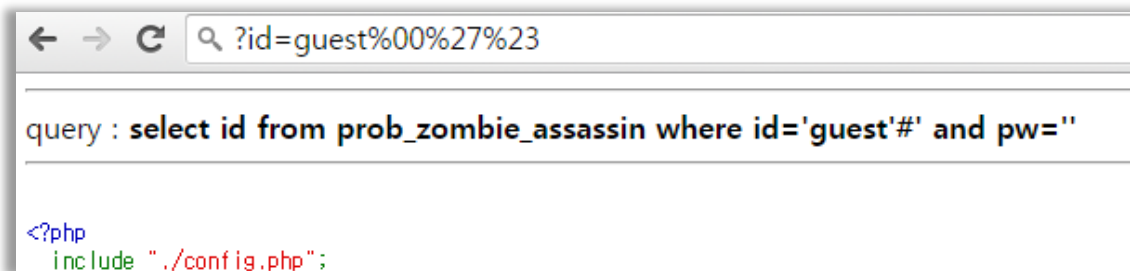 ?id=guest%00%27%23
query : select id from prob_zombie_assassin where id='guest'#' and pw=''
<?php
include "./config.php";